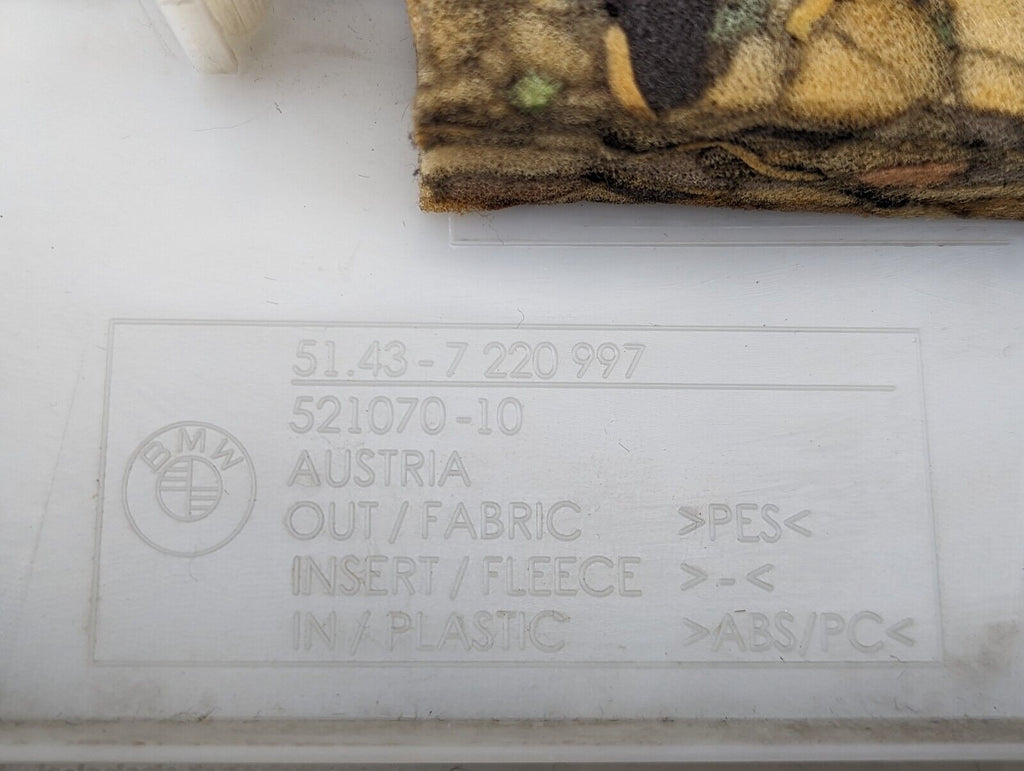 51.43-7 220 997
521070-10
BMW
AUSTRIA
OUT/FABRIC >PES<
INSERT/FLEECE >-<
IN/PLASTIC >ABS/PC<